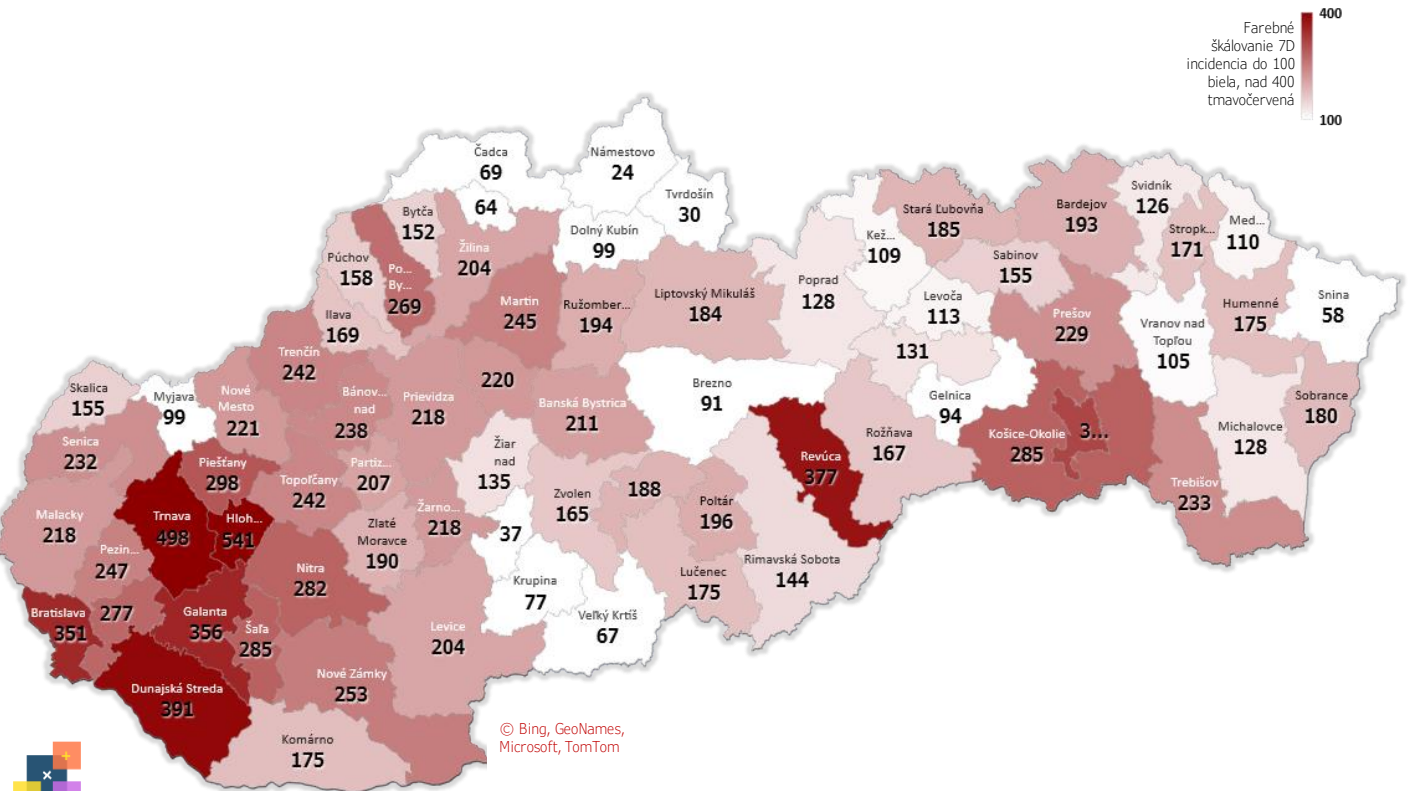 400
Farebné
škálovanie 7D
incidencia do 100
biela, nad 400
tmavočervená
100
Čadca
69
Námestovo
24
64
Tvrdošín
30
Bytča
152
Dolný Kubín
99
Žilina
204
Púchov
158
Po...
By...
269
Ilava
169
Martin
245
Ružomber...
194
Liptovský Mikuláš
184
Poprad
128
Kež...
109
Stará Ľubovňa
185
Bardejov
193
Svidník
126
Stropk...
171
Med...
110
Sabinov
155
Levoča
113
Prešov
229
Vranov nad
Topľou
105
Humenné
175
Snina
58
131
Trenčín
242
Skalica
155
Myjava
99
Nové
Mesto
221
Bánov...
nad
238
Prievidza
218
220
Banská Bystrica
211
Brezno
91
Gelnica
94
Sobrance
180
Michalovce
128
Senica
232
Piešťany
298
Topoľčany
242
Partiz...
207
Žiar
nad
135
Revúca
377
Rožňava
167
Košice-Okolie
285
3...
Trebišov
233
Malacky
218
Trnava
498
Hloh...
541
Zlaté
Moravce
190
Žarno...
218
Zvolen
165
188
Poltár
196
37
Pezin...
247
Nitra
282
Krupina
77
Lučenec
175
Rimavská Sobota
144
Bratislava
351
277
Galanta
356
Šaľa
285
Levice
204
Veľký Krtíš
67
Dunajská Streda
391
Nové Zámky
253
Komárno
175
© Bing, GeoNames,
Microsoft, TomTom